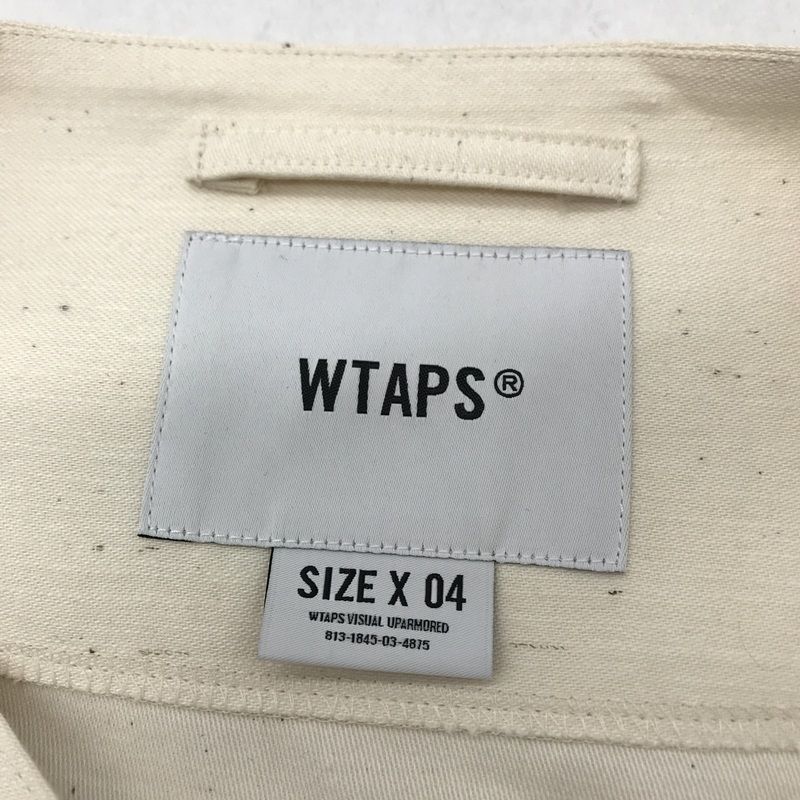 WTAPS®
SIZE X 04
WTAPS VISUAL UPARMORED
813-1845-03-4875